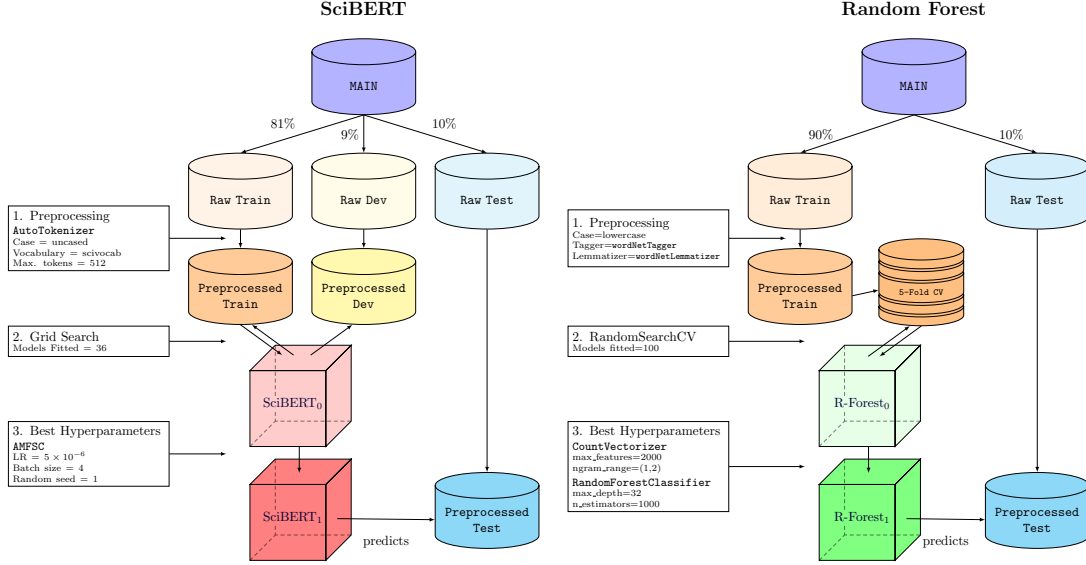 SciBERT
MAIN
81%
9%
10%
Raw Train
Raw Dev
Raw Test
1. Preprocessing
AutoTokenizer
Case = uncased
Vocabulary = scivocab
Max. tokens = 512
Preprocessed
Train
Preprocessed
Dev
2. Grid Search
Models Fitted = 36
SciBERT₀
3. Best Hyperparameters
AMFSC
LR = 5 × 10⁻⁶
Batch size = 4
Random seed = 1
SciBERT₁
predicts
Preprocessed
Test
Random Forest
MAIN
90%
10%
Raw Train
Raw Test
1. Preprocessing
Case=lowercase
Tagger=wordNetTagger
Lemmatizer=wordNetLemmatizer
Preprocessed
Train
5-Fold CV
2. RandomSearchCV
Models fitted=100
R-Forest₀
3. Best Hyperparameters
CountVectorizer
max_features=2000
ngram_range=(1,2)
RandomForestClassifier
max_depth=32
n_estimators=1000
R-Forest₁
predicts
Preprocessed
Test